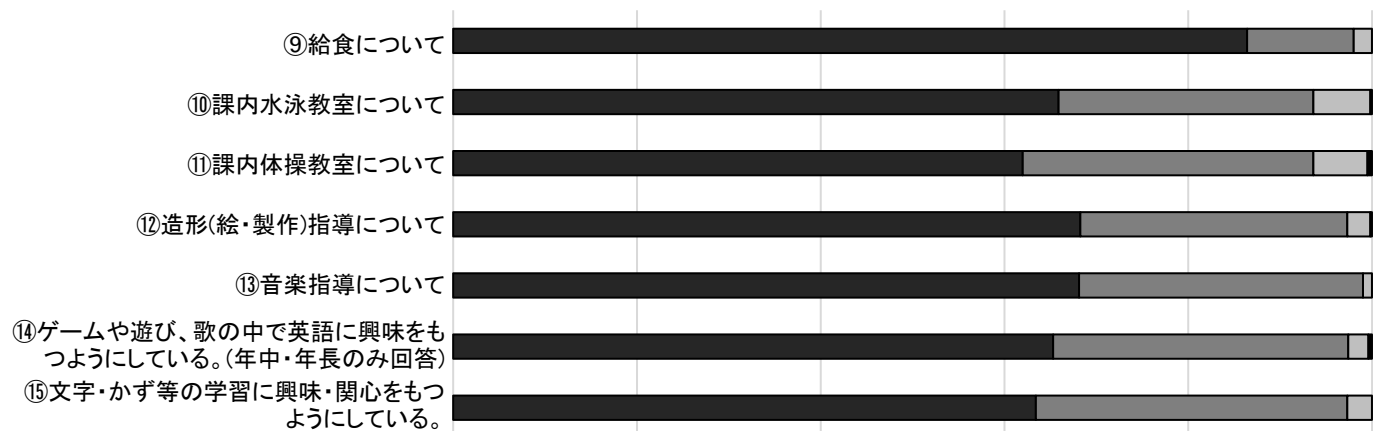 ⑨給食について
⑩課内水泳教室について
⑪課内体操教室について
⑫造形(絵・製作)指導について
⑬音楽指導について
⑭ゲームや遊び、歌の中で英語に興味をも
つようにしている。(年中・年長のみ回答)
⑮文字・かず等の学習に興味・関心をもつ
ようにしている。